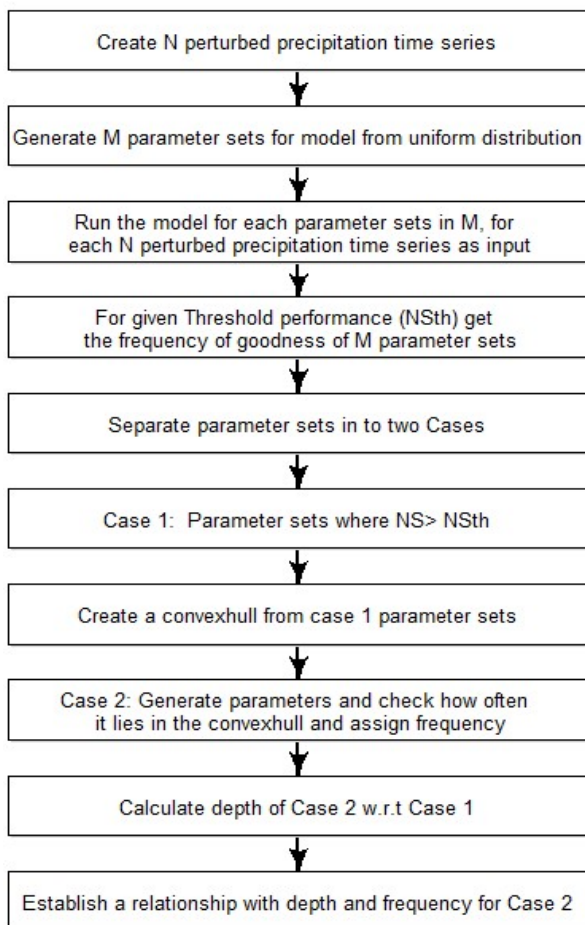 Create N perturbed precipitation time series
Generate M parameter sets for model from uniform distribution
Run the model for each parameter sets in M, for
each N perturbed precipitation time series as input
For given Threshold performance (NSth) get
the frequency of goodness of M parameter sets
Separate parameter sets in to two Cases
Case 1: Parameter sets where NS> NSth
Create a convexhull from case 1 parameter sets
Case 2: Generate parameters and check how often
it lies in the convexhull and assign frequency
Calculate depth of Case 2 w.r.t Case 1
Establish a relationship with depth and frequency for Case 2